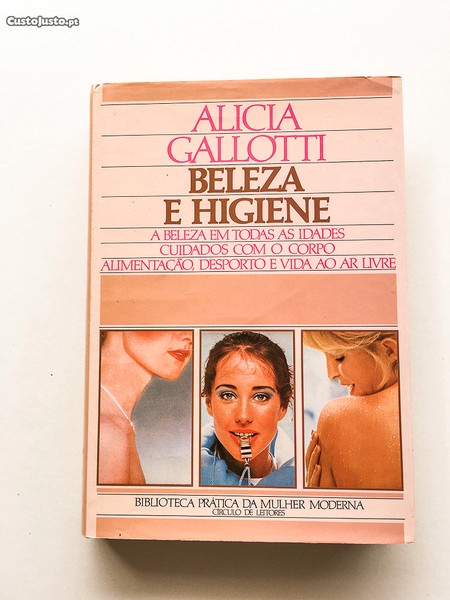 CustoJusto.pt
ALICIA
GALLOTTI
BELEZA
E HIGIENE
A BELEZA EM TODAS AS IDADES
CUIDADOS COM O CORPO
ALIMENTAÇÃO, DESPORTO E VIDA AO AR LIVRE
BIBLIOTECA PRÁTICA DA MULHER MODERNA
CÍRCULO DE LEITORES